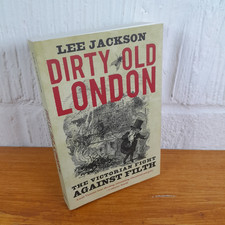 LEE JACKSON
DIRTY OLD
LONDON
THE VICTORIAN FIGHT
AGAINST FILTH